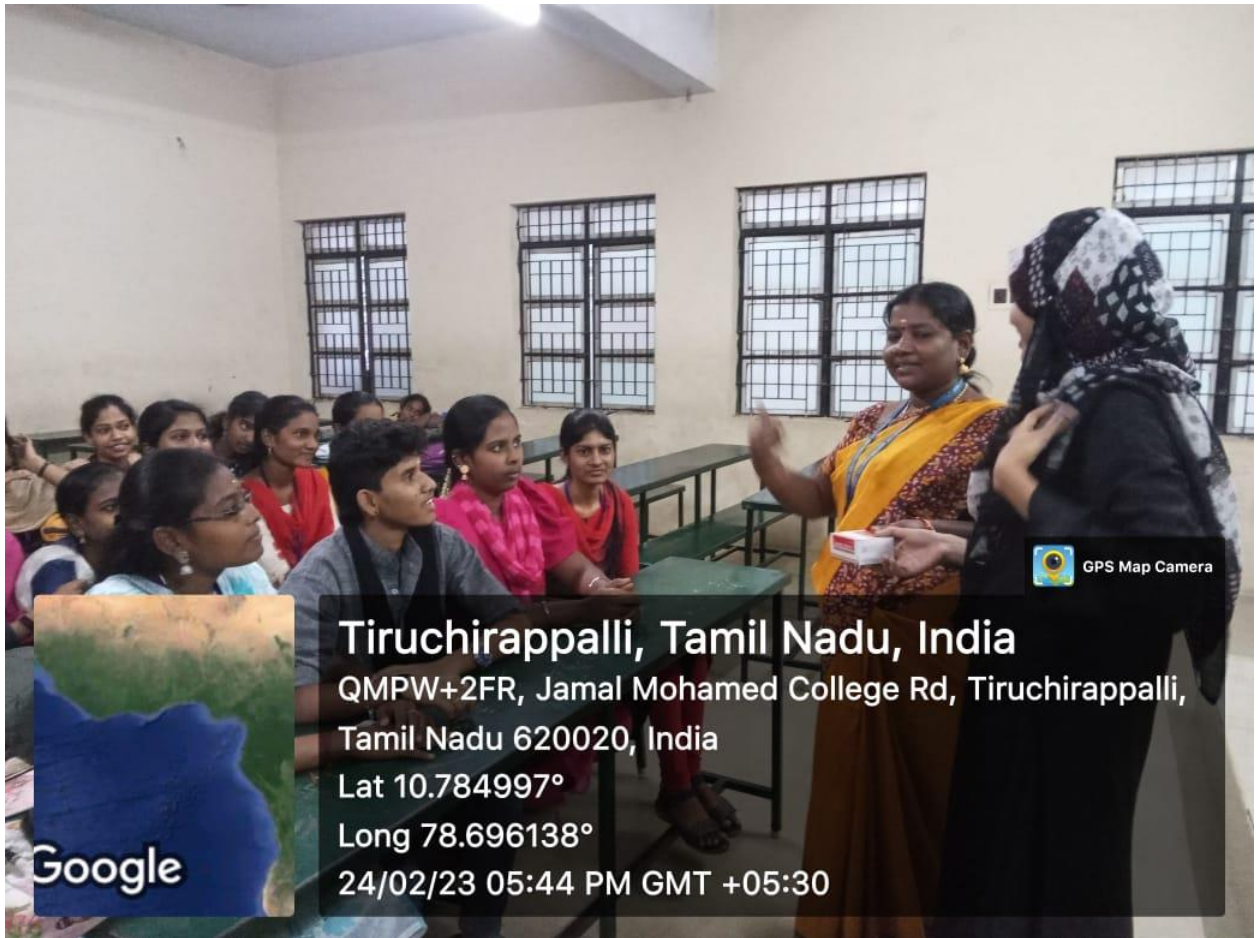 GPS Map Camera
Tiruchirappalli, Tamil Nadu, India
QMPW+2FR, Jamal Mohamed College Rd, Tiruchirappalli,
Tamil Nadu 620020, India
Lat 10.784997°
Long 78.696138°
24/02/23 05:44 PM GMT +05:30
Google